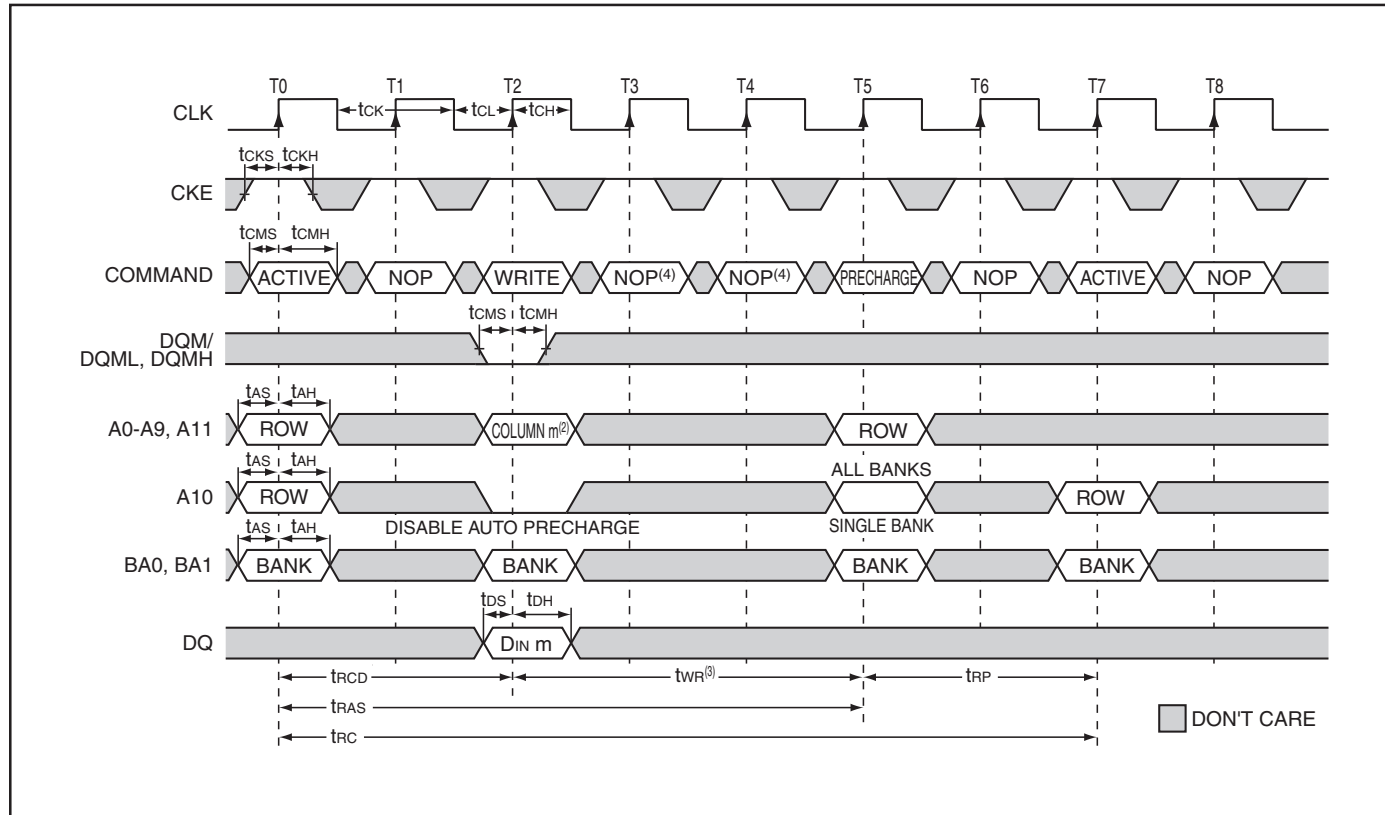 T0 T1 T2 T3 T4 T5 T6 T7 T8
CLK tCK tCL tCH
tCKS tCKH
CKE
tCMS tCMH
COMMAND ACTIVE NOP WRITE NOP(4) NOP(4) PRECHARGE NOP ACTIVE NOP
tCMS tCMH
DQM/
DQML, DQMH
tAS tAH
A0-A9, A11 ROW COLUMN m(2) ROW
tAS tAH ALL BANKS
A10 ROW ROW
tAS tAH DISABLE AUTO PRECHARGE SINGLE BANK
BA0, BA1 BANK BANK BANK BANK
tDS tDH
DQ DIN m
tRCD tWR(3) tRP
tRAS
DON'T CARE
tRC